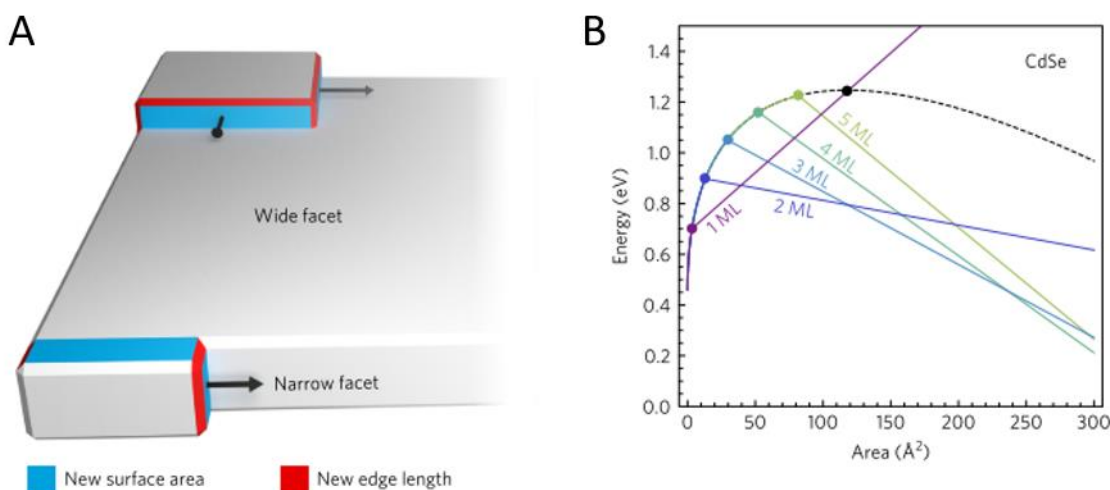 A
Wide facet
Narrow facet
New surface area
New edge length
B
CdSe
Energy (eV)
1.4
1.2
1.0
0.8
0.6
0.4
0.2
0.0
1 ML
2 ML
3 ML
4 ML
5 ML
0 50 100 150 200 250 300
Area (Å²)